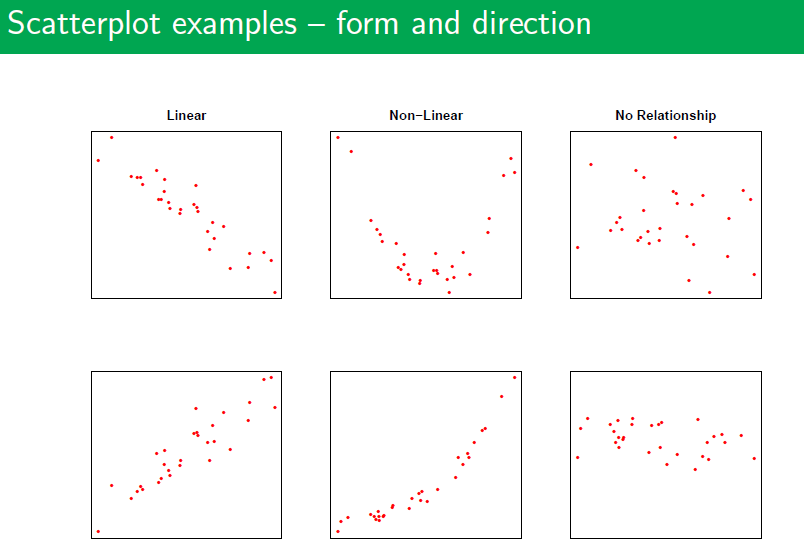 Scatterplot examples – form and direction
Linear
Non−Linear
No Relationship